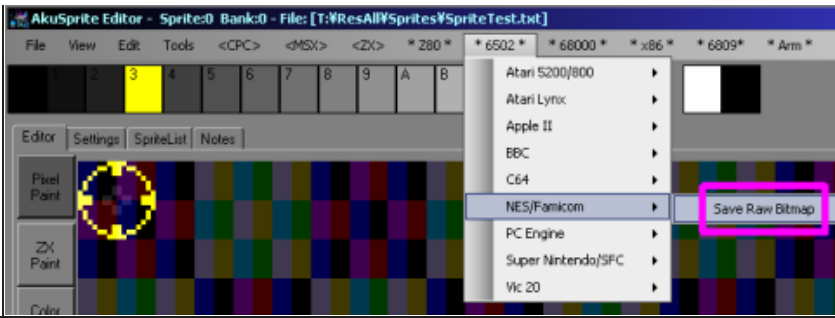 AkuSprite Editor - Sprite:0 Bank:0 - File: [T:¥ResAll¥Sprites¥SpriteTest.txt]
File View Edit Tools <CPC> <MSX> <ZX> * Z80 * * 6502 * * 68000 * * x86 * * 6809* * Arm *
1 2 3 4 5 6 7 8 9 A B
Atari 5200/800
Atari Lynx
Apple II
Editor Settings SpriteList Notes
BBC
Pixel
Paint
C64
NES/Famicom
Save Raw Bitmap
PC Engine
ZX
Paint
Super Nintendo/SFC
Vic 20
Color